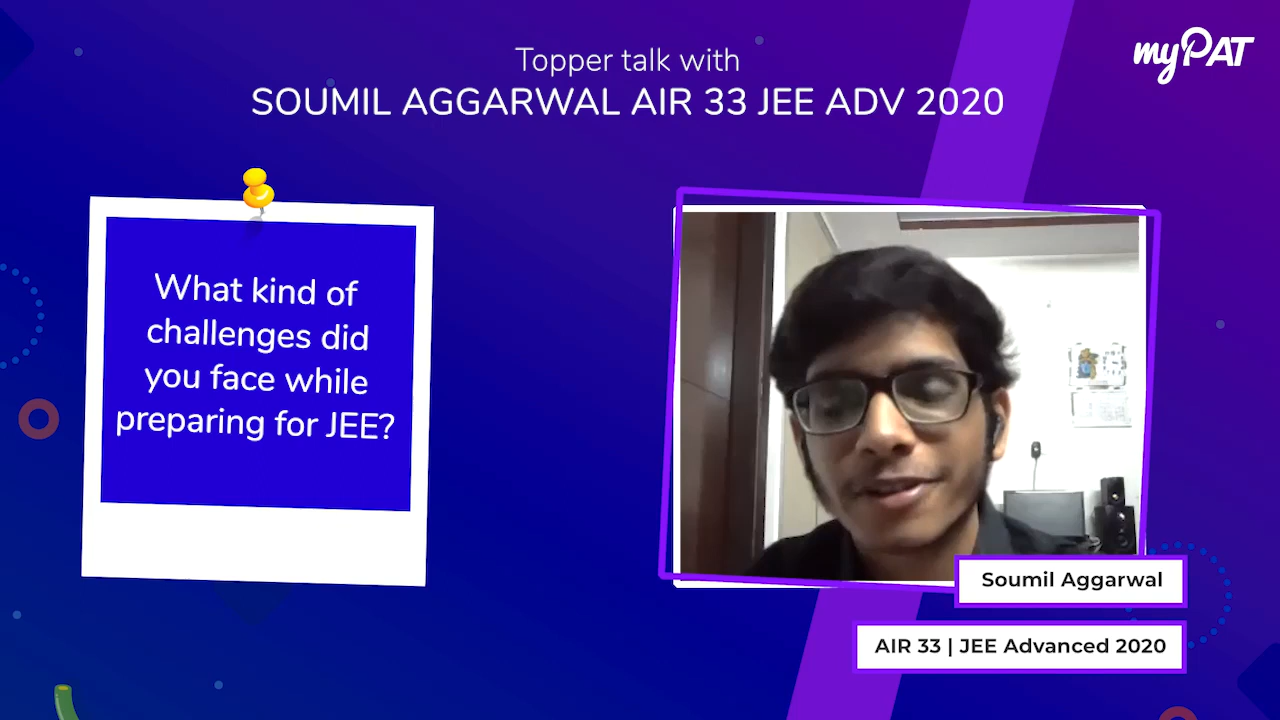 Topper talk with
SOUMIL AGGARWAL AIR 33 JEE ADV 2020
myPAT
What kind of
challenges did
you face while
preparing for JEE?
Soumil Aggarwal
AIR 33 | JEE Advanced 2020